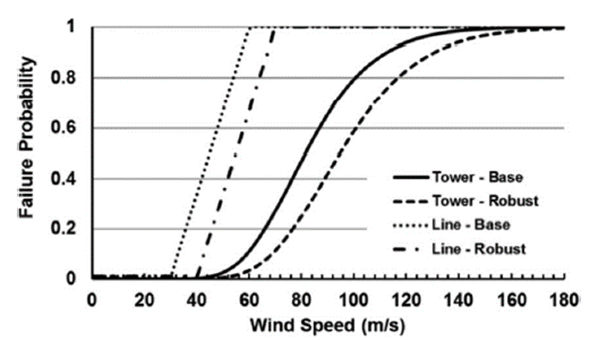 Failure Probability
1
0.8
0.6
0.4
0.2
0
0 20 40 60 80 100 120 140 160 180
Wind Speed (m/s)
Tower - Base
Tower - Robust
Line - Base
Line - Robust